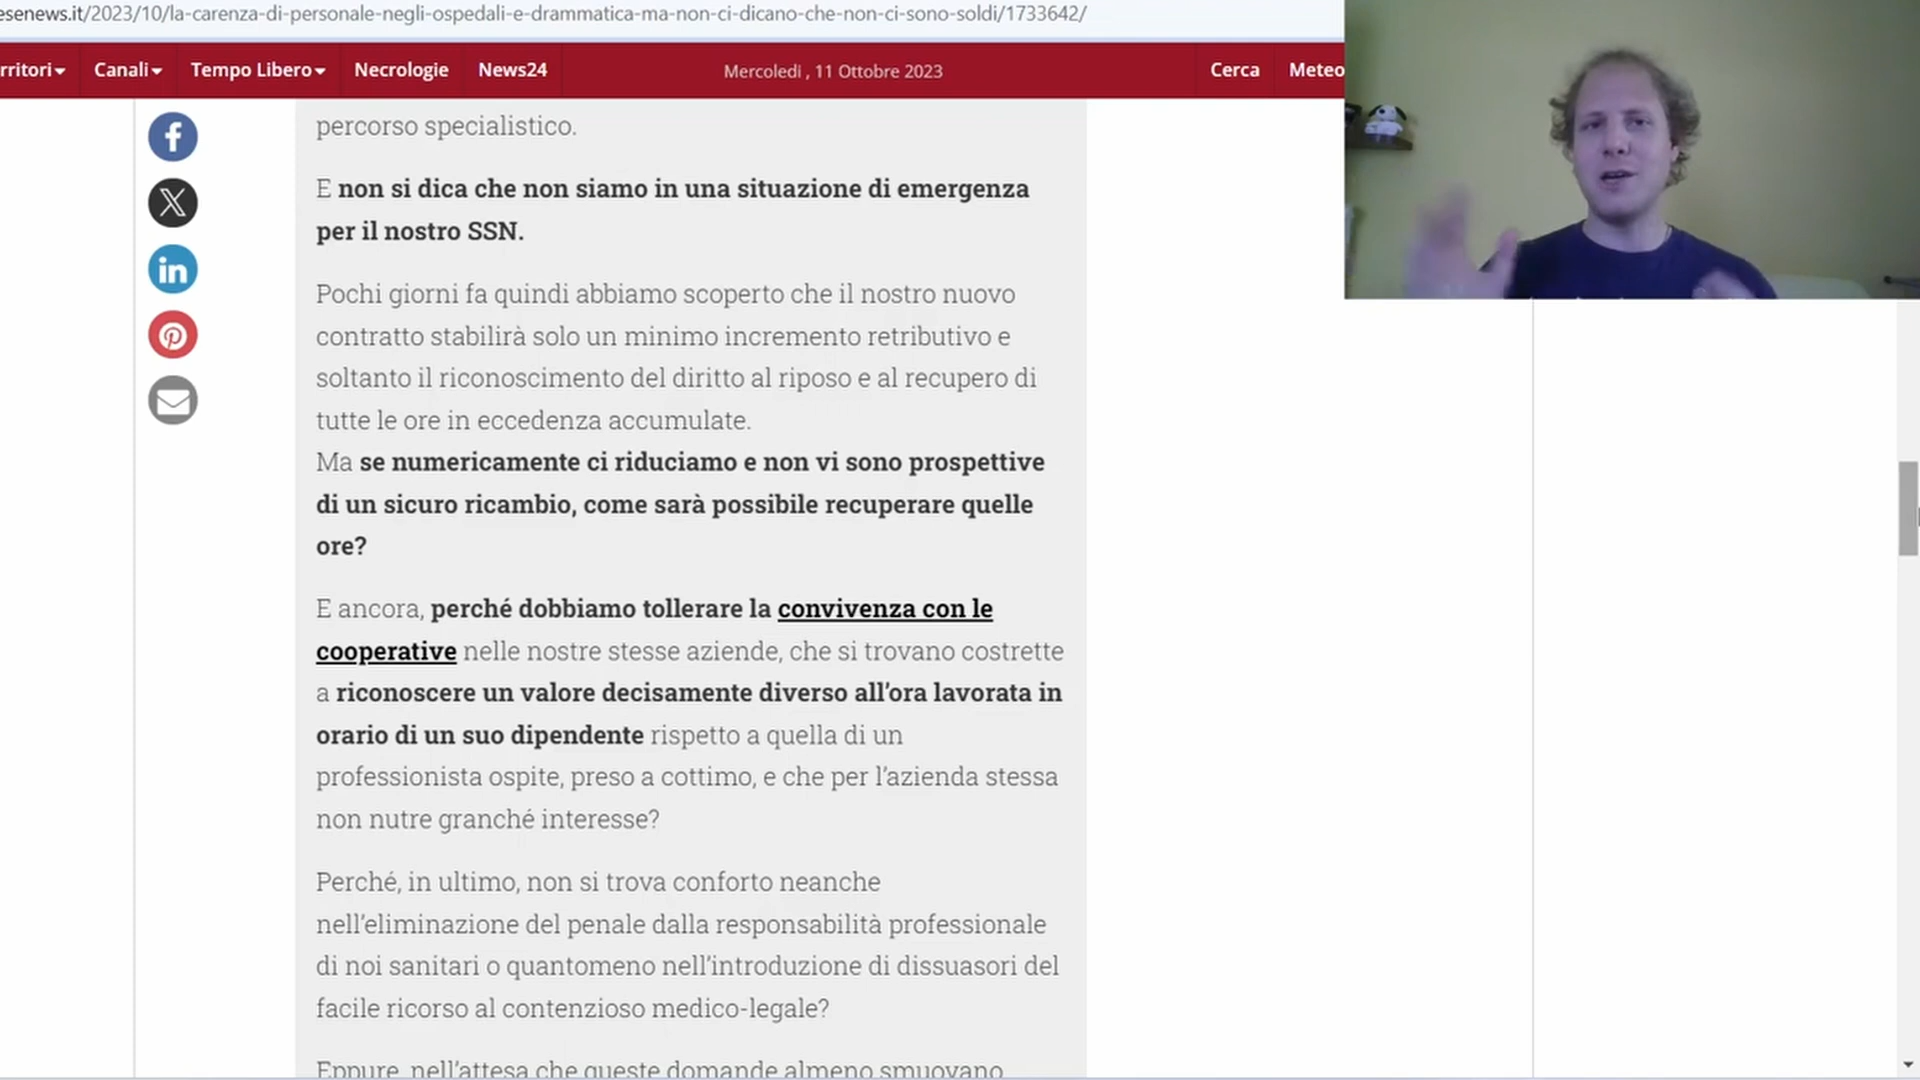 esenews.it/2023/10/la-carenza-di-personale-negli-ospedali-e-drammatica-ma-non-ci-dicano-che-non-ci-sono-soldi/1733642/
rritori Canali Tempo Libero Necrologie News24 Mercoledi , 11 Ottobre 2023 Cerca Meteo
percorso specialistico.
E non si dica che non siamo in una situazione di emergenza
per il nostro SSN.
Pochi giorni fa quindi abbiamo scoperto che il nostro nuovo
contratto stabilirà solo un minimo incremento retributivo e
soltanto il riconoscimento del diritto al riposo e al recupero di
tutte le ore in eccedenza accumulate.
Ma se numericamente ci riduciamo e non vi sono prospettive
di un sicuro ricambio, come sarà possibile recuperare quelle
ore?
E ancora, perché dobbiamo tollerare la convivenza con le
cooperative nelle nostre stesse aziende, che si trovano costrette
a riconoscere un valore decisamente diverso all'ora lavorata in
orario di un suo dipendente rispetto a quella di un
professionista ospite, preso a cottimo, e che per l'azienda stessa
non nutre granché interesse?
Perché, in ultimo, non si trova conforto neanche
nell'eliminazione del penale dalla responsabilità professionale
di noi sanitari o quantomeno nell'introduzione di dissuasori del
facile ricorso al contenzioso medico-legale?
Eppure, nell'attesa che queste domande almeno smuovano